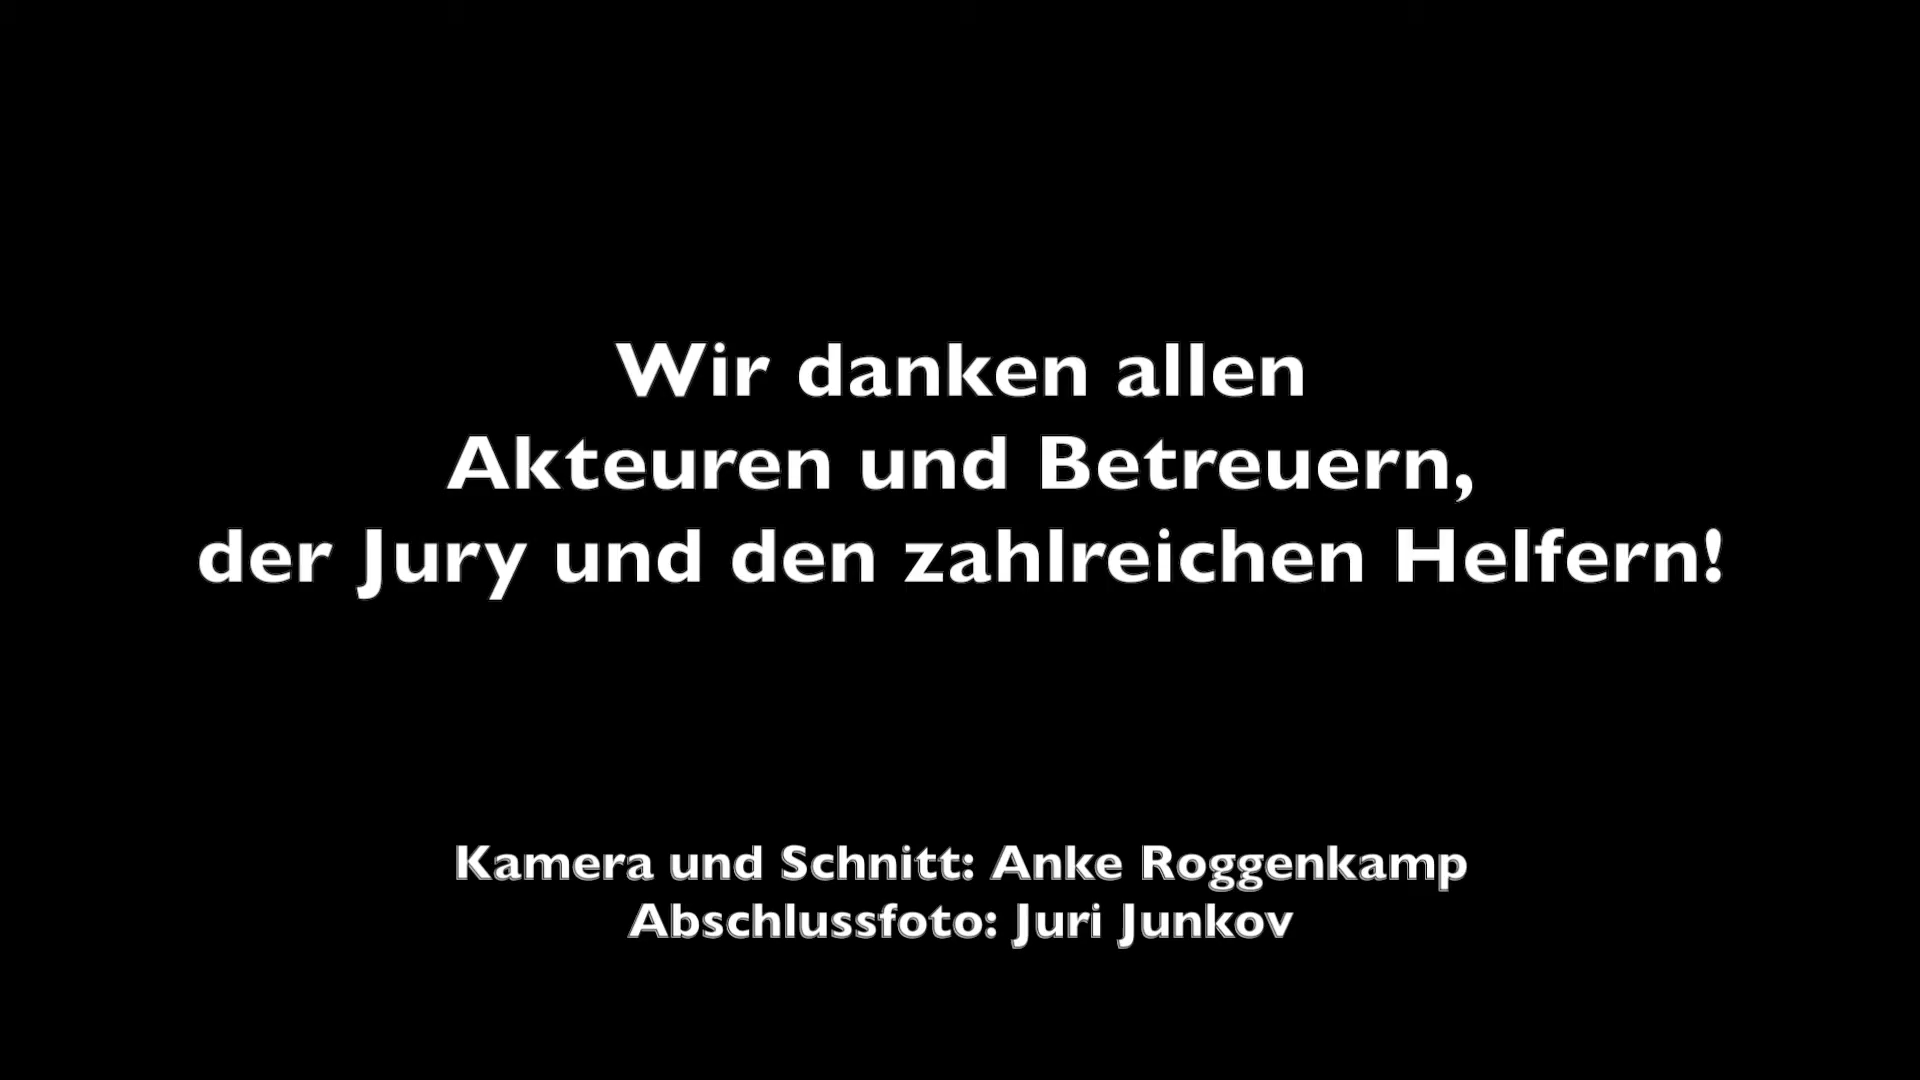 Wir danken allen
Akteuren und Betreuern,
der Jury und den zahlreichen Helfern!
Kamera und Schnitt: Anke Roggenkamp
Abschlussfoto: Juri Junkov